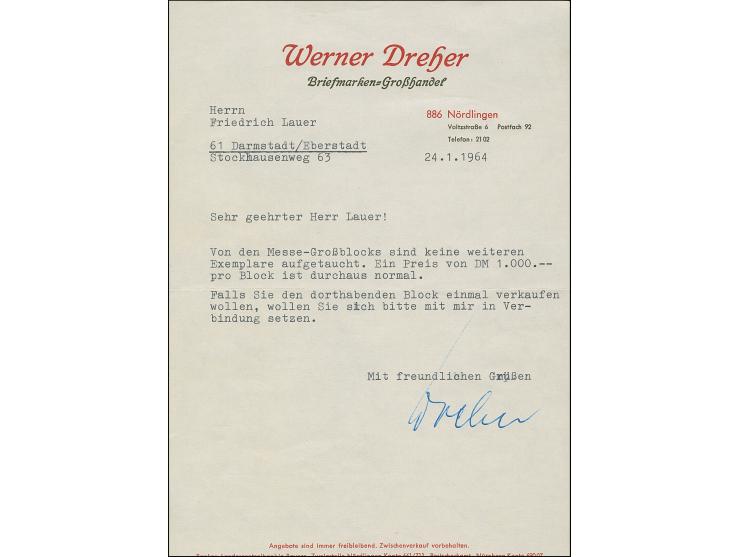 Werner Dreher
Briefmarken=Großhandel
Herrn
Friedrich Lauer
886 Nördlingen
Voltzstraße 6 Postfach 92
Telefon: 21 02
61 Darmstadt/Eberstadt
Stockhausenweg 63
24.1.1964
Sehr geehrter Herr Lauer!
Von den Messe-Großblocks sind keine weiteren
Exemplare aufgetaucht. Ein Preis von DM 1.000.--
pro Block ist durchaus normal.
Falls Sie den dorthabenden Block einmal verkaufen
wollen, wollen Sie sich bitte mit mir in Ver-
bindung setzen.
Mit freundlichen Grüßen
Dreher
Angebote sind immer freibleibend. Zwischenverkauf vorbehalten.